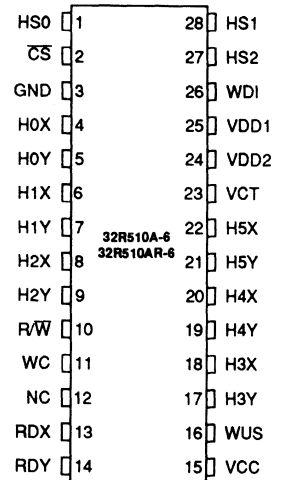 HS0 1 28 HS1
C̅S̅ 2 27 HS2
GND 3 26 WDI
H0X 4 25 VDD1
H0Y 5 24 VDD2
H1X 6 23 VCT
H1Y 7 22 H5X
32R510A-6
32R510AR-6
H2X 8 21 H5Y
H2Y 9 20 H4X
R/W̅ 10 19 H4Y
WC 11 18 H3X
NC 12 17 H3Y
RDX 13 16 WUS
RDY 14 15 VCC